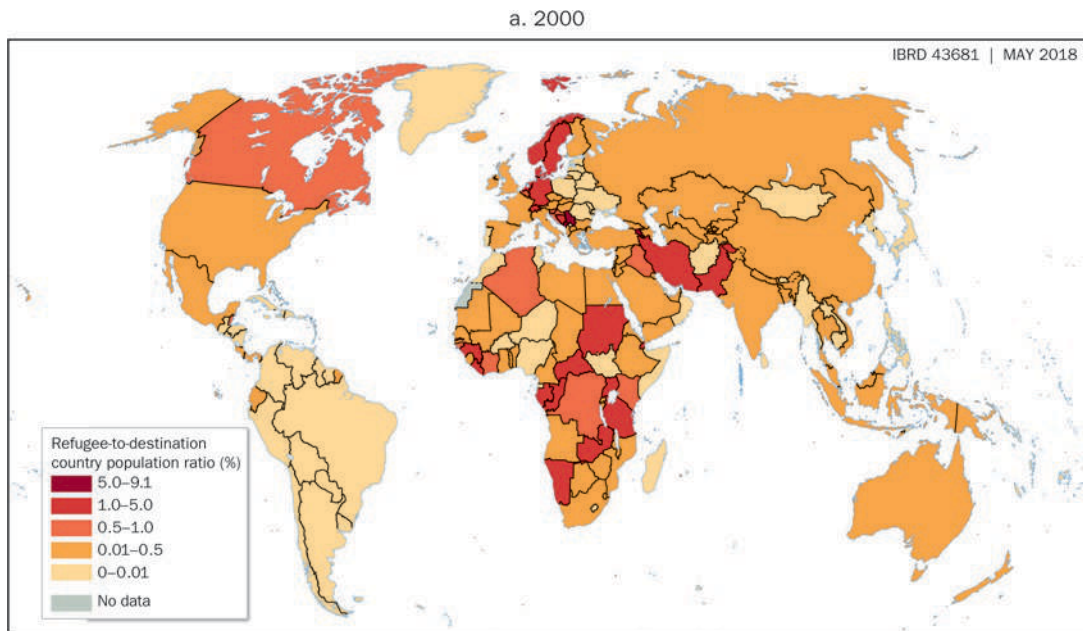 a. 2000
IBRD 43681 | MAY 2018
Refugee-to-destination
country population ratio (%)
5.0–9.1
1.0–5.0
0.5–1.0
0.01–0.5
0–0.01
No data